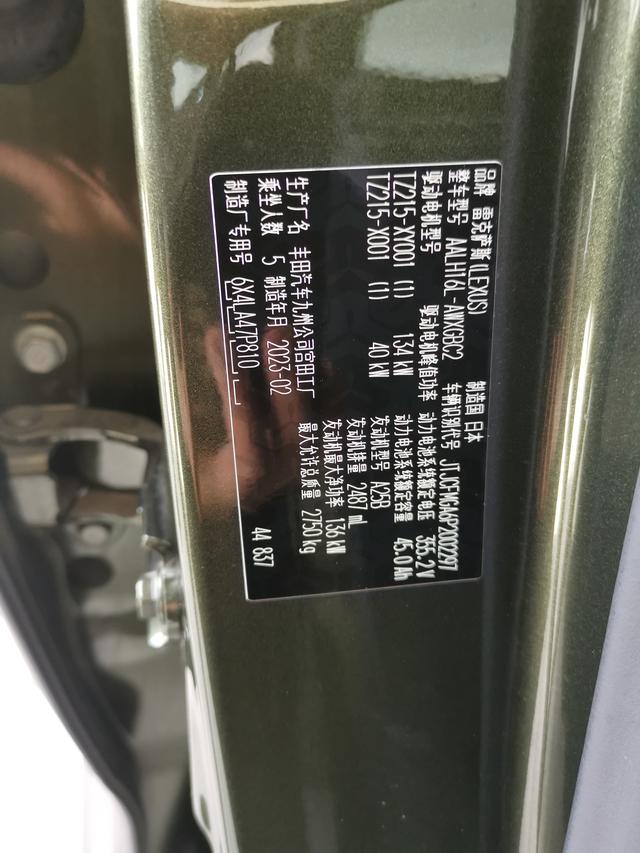 品牌 雷克萨斯(LEXUS) 制造国 日本
整车型号 AALH16L-AWXGBC2 车辆识别代号 JTJCFMGM6P2002297
驱动电机型号 驱动电机峰值功率 动力电池系统额定电压 355.2V
1TZ215-XY001 (1) 134 kW 动力电池系统额定容量 45.0 Ah
1TZ215-X001 (1) 40 kW 发动机型号 A25B
发动机排量 2487 ml
发动机最大净功率 136 kW
生产厂名 丰田汽车九州公司宫田工厂 最大允许总质量 2750 kg
乘坐人数 5 制造年月 2023-02
制造厂专用号 6X4LA47P810 44 837